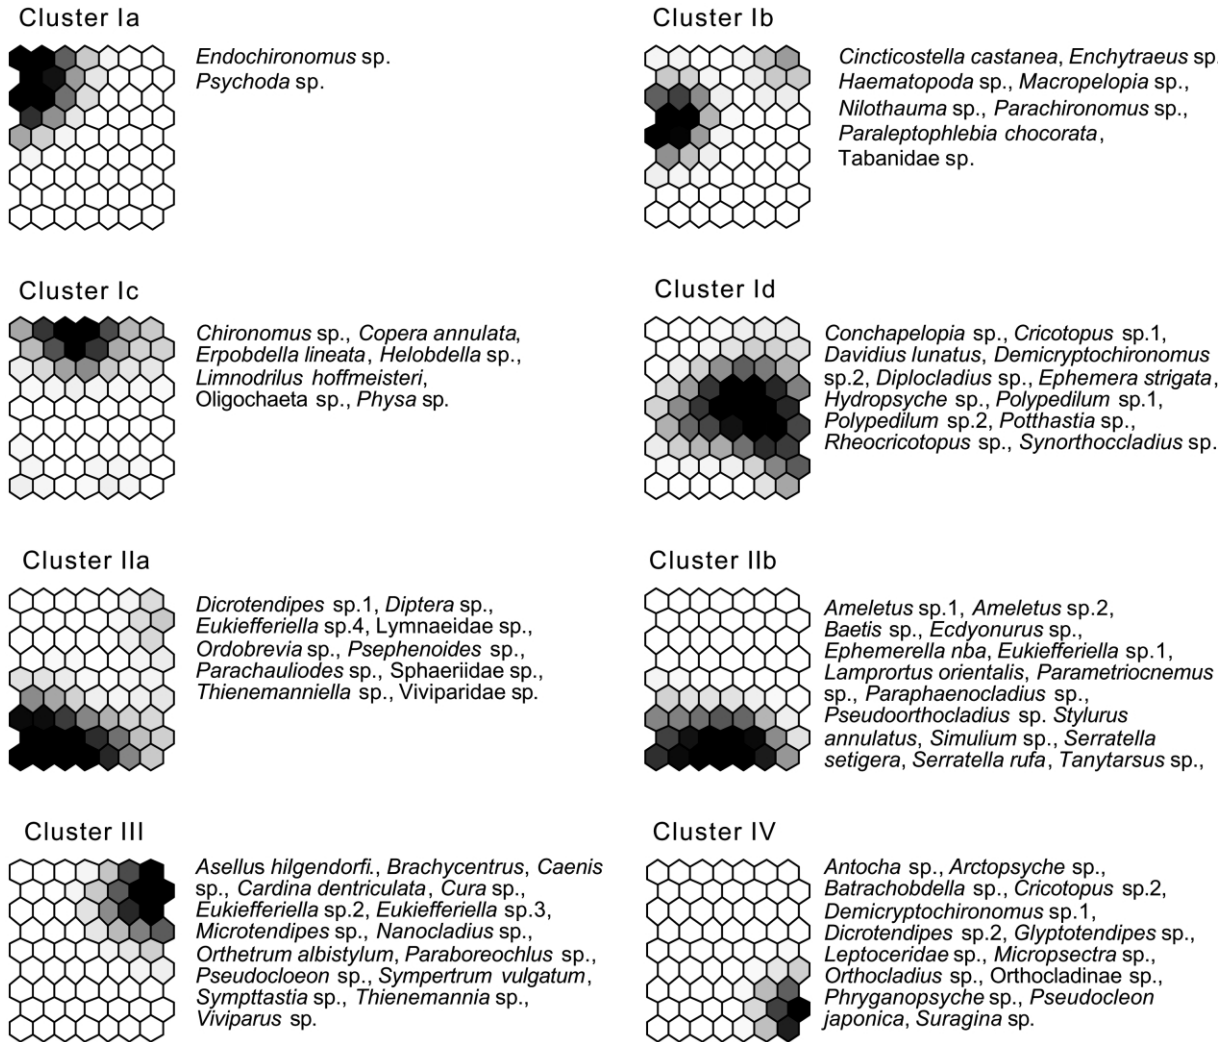 Cluster Ia
Endochironomus sp.
Psychoda sp.
Cluster Ib
Cincticostella castanea, Enchytraeus sp.
Haematopoda sp., Macropelopia sp.,
Nilothauma sp., Parachironomus sp.,
Paraleptophlebia chocorata,
Tabanidae sp.
Cluster Ic
Chironomus sp., Copera annulata,
Erpobdella lineata, Helobdella sp.,
Limnodrilus hoffmeisteri,
Oligochaeta sp., Physa sp.
Cluster Id
Conchapelopia sp., Cricotopus sp.1,
Davidius lunatus, Demicryptochironomus
sp.2, Diplocladius sp., Ephemera strigata,
Hydropsyche sp., Polypedilum sp.1,
Polypedilum sp.2, Potthastia sp.,
Rheocricotopus sp., Synorthoccladius sp.
Cluster IIa
Dicrotendipes sp.1, Diptera sp.,
Eukiefferiella sp.4, Lymnaeidae sp.,
Ordobrevia sp., Psephenoides sp.,
Parachauliodes sp., Sphaeriidae sp.,
Thienemanniella sp., Viviparidae sp.
Cluster IIb
Ameletus sp.1, Ameletus sp.2,
Baetis sp., Ecdyonurus sp.,
Ephemerella nba, Eukiefferiella sp.1,
Lamprortus orientalis, Parametriocnemus
sp., Paraphaenocladius sp.,
Pseudoorthocladius sp. Stylurus
annulatus, Simulium sp., Serratella
setigera, Serratella rufa, Tanytarsus sp.,
Cluster III
Asellus hilgendorfi., Brachycentrus, Caenis
sp., Cardina dentriculata, Cura sp.,
Eukiefferiella sp.2, Eukiefferiella sp.3,
Microtendipes sp., Nanocladius sp.,
Orthetrum albistylum, Paraboreochlus sp.,
Pseudocloeon sp., Sympertrum vulgatum,
Sympttastia sp., Thienemannia sp.,
Viviparus sp.
Cluster IV
Antocha sp., Arctopsyche sp.,
Batrachobdella sp., Cricotopus sp.2,
Demicryptochironomus sp.1,
Dicrotendipes sp.2, Glyptotendipes sp.,
Leptoceridae sp., Micropsectra sp.,
Orthocladius sp., Orthocladinae sp.,
Phryganopsyche sp., Pseudocleon
japonica, Suragina sp.